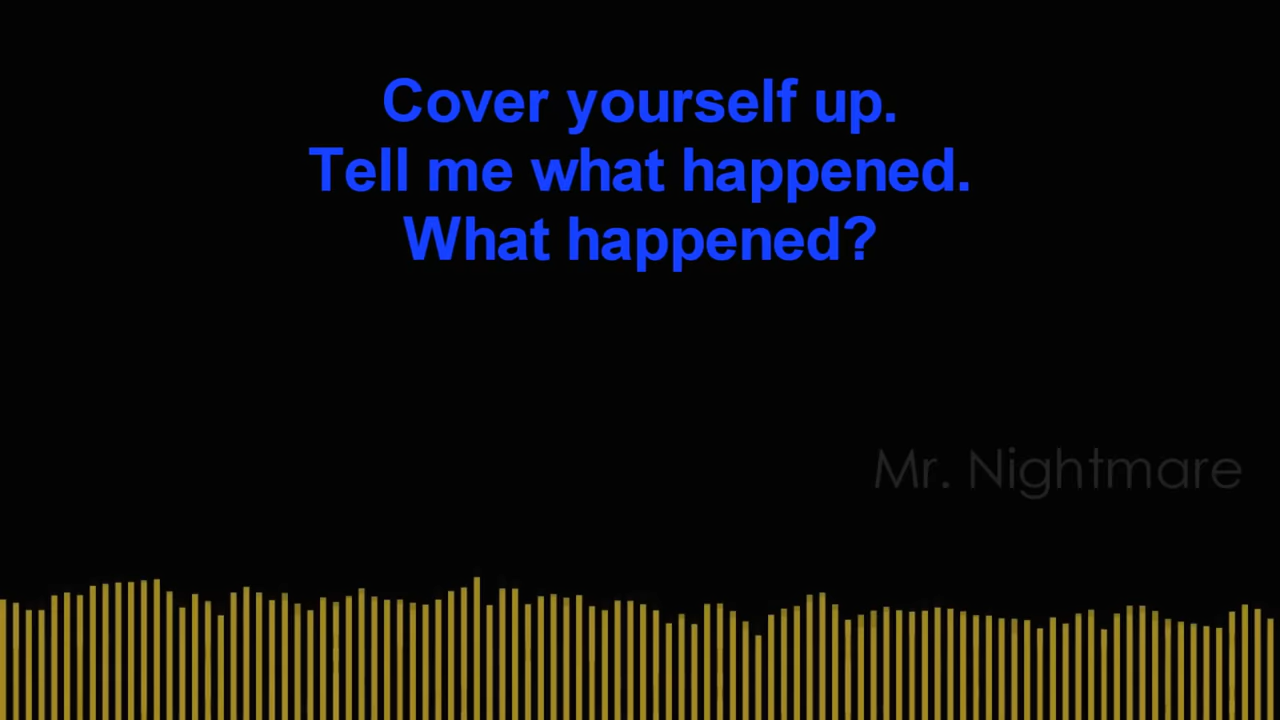 Cover yourself up.
Tell me what happened.
What happened?
Mr. Nightmare